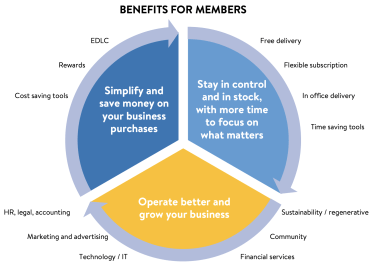 BENEFITS FOR MEMBERS
EDLC
Rewards
Cost saving tools
Simplify and
save money on
your business
purchases
Free delivery
Flexible subscription
In office delivery
Time saving tools
Stay in control
and in stock,
with more time
to focus on
what matters
Operate better and
grow your business
HR, legal, accounting
Marketing and advertising
Technology / IT
Sustainability / regenerative
Community
Financial services